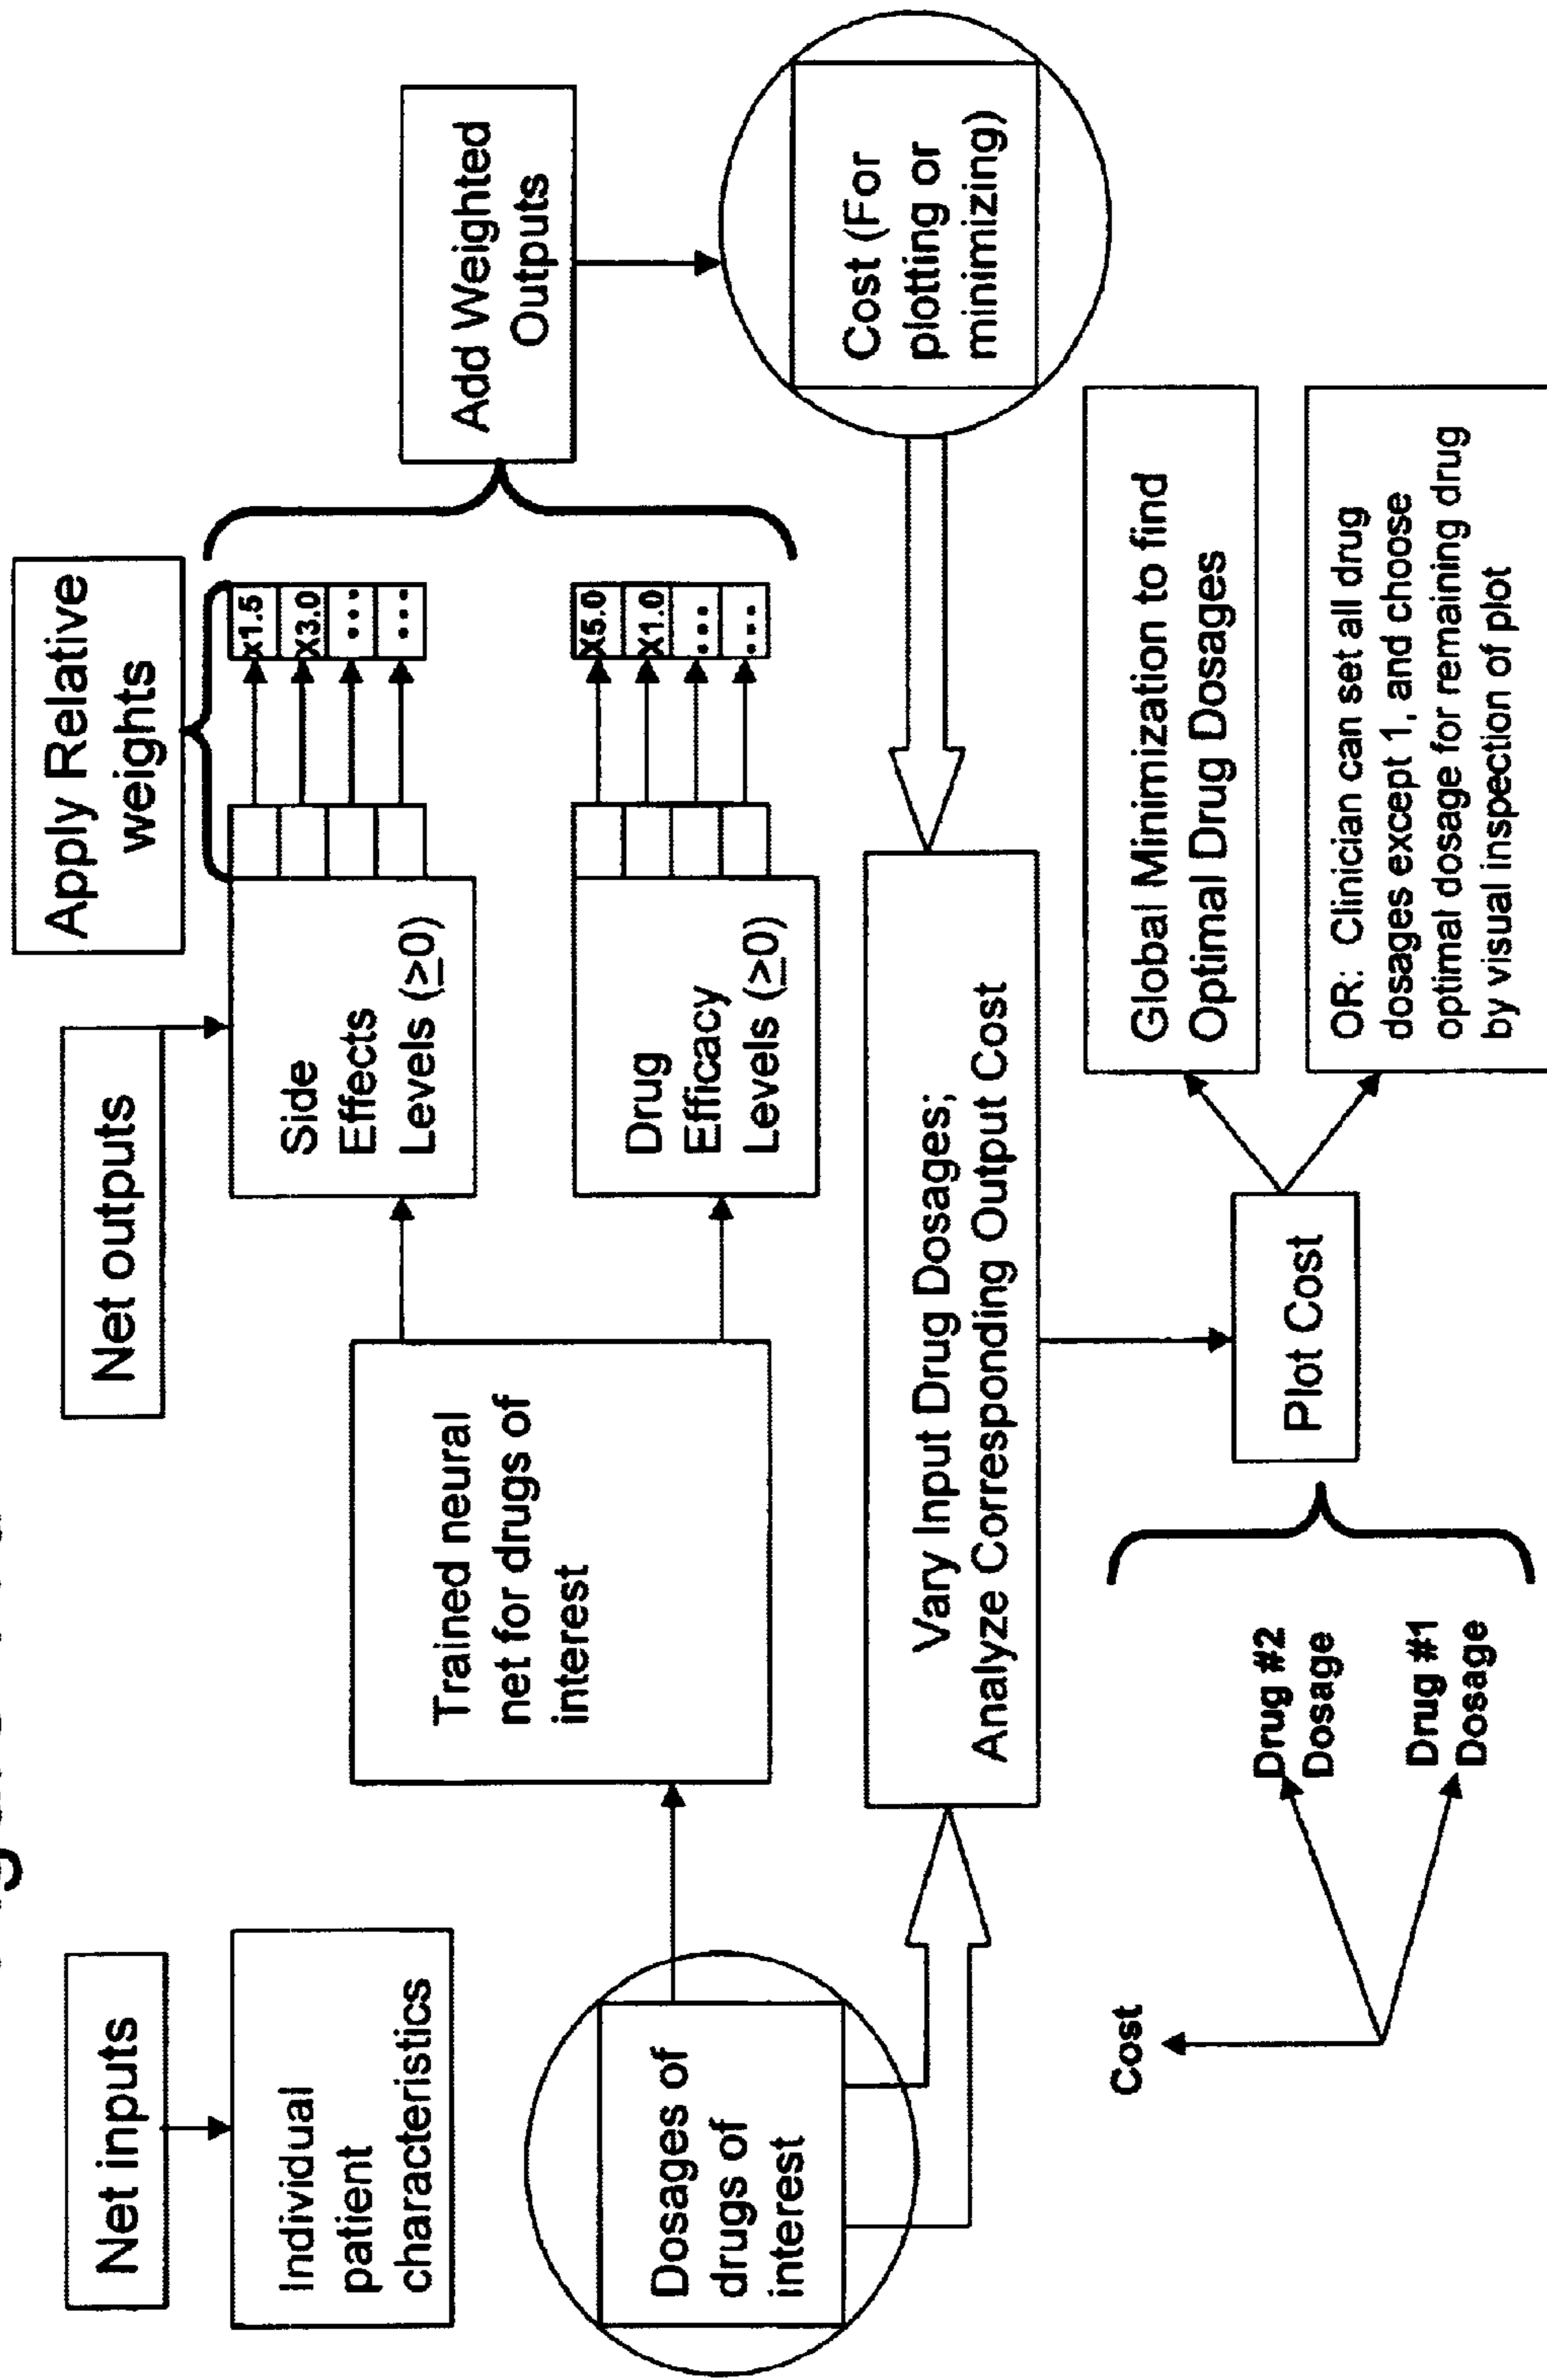 Net inputs
Individual
patient
characteristics
Dosages of
drugs of
interest
Trained neural
net for drugs of
interest
Net outputs
Side
Effects
Levels (≥0)
Drug
Efficacy
Levels (≥0)
Apply Relative
weights
x1.5
X3.0
...
...
X5.0
X1.0
...
...
Add Weighted
Outputs
Cost (For
plotting or
minimizing)
Vary Input Drug Dosages;
Analyze Corresponding Output Cost
Cost
Drug #2
Dosage
Drug #1
Dosage
Plot Cost
Global Minimization to find
Optimal Drug Dosages
OR: Clinician can set all drug
dosages except 1, and choose
optimal dosage for remaining drug
by visual inspection of plot